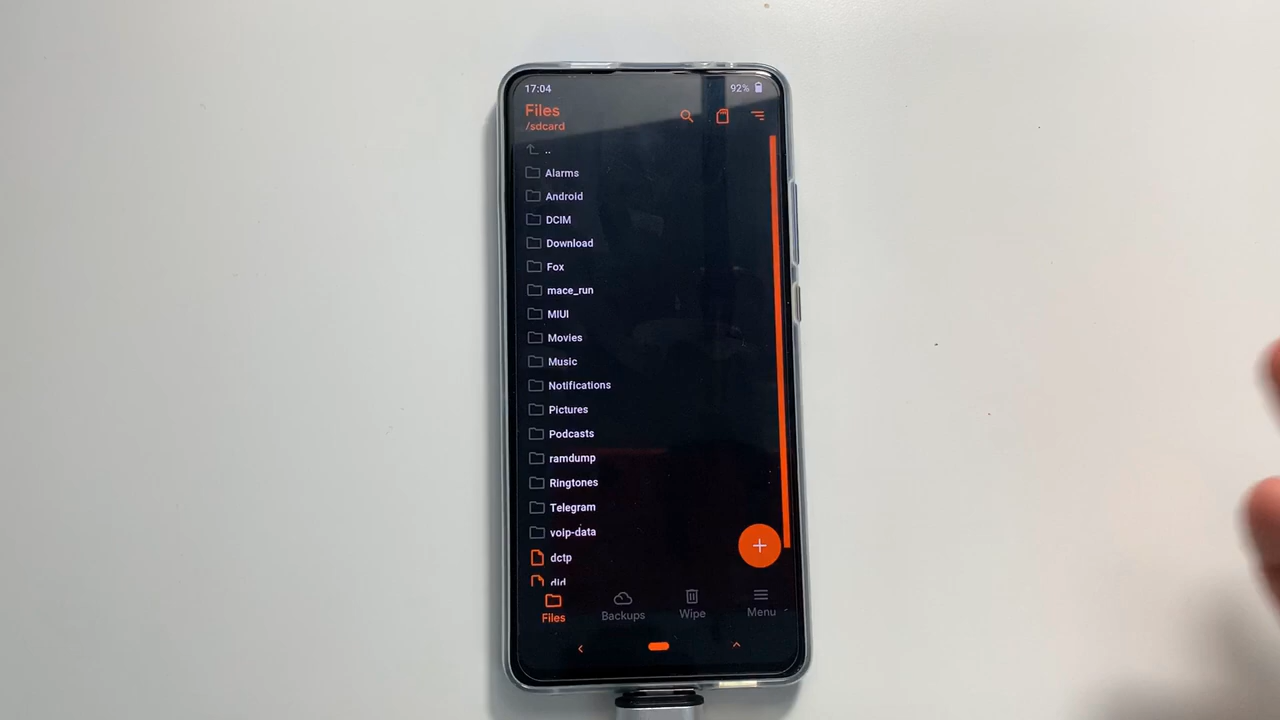 17:04
92%
Files
/sdcard
..
Alarms
Android
DCIM
Download
Fox
mace_run
MIUI
Movies
Music
Notifications
Pictures
Podcasts
ramdump
Ringtones
Telegram
voip-data
dctp
did
Files
Backups
Wipe
Menu